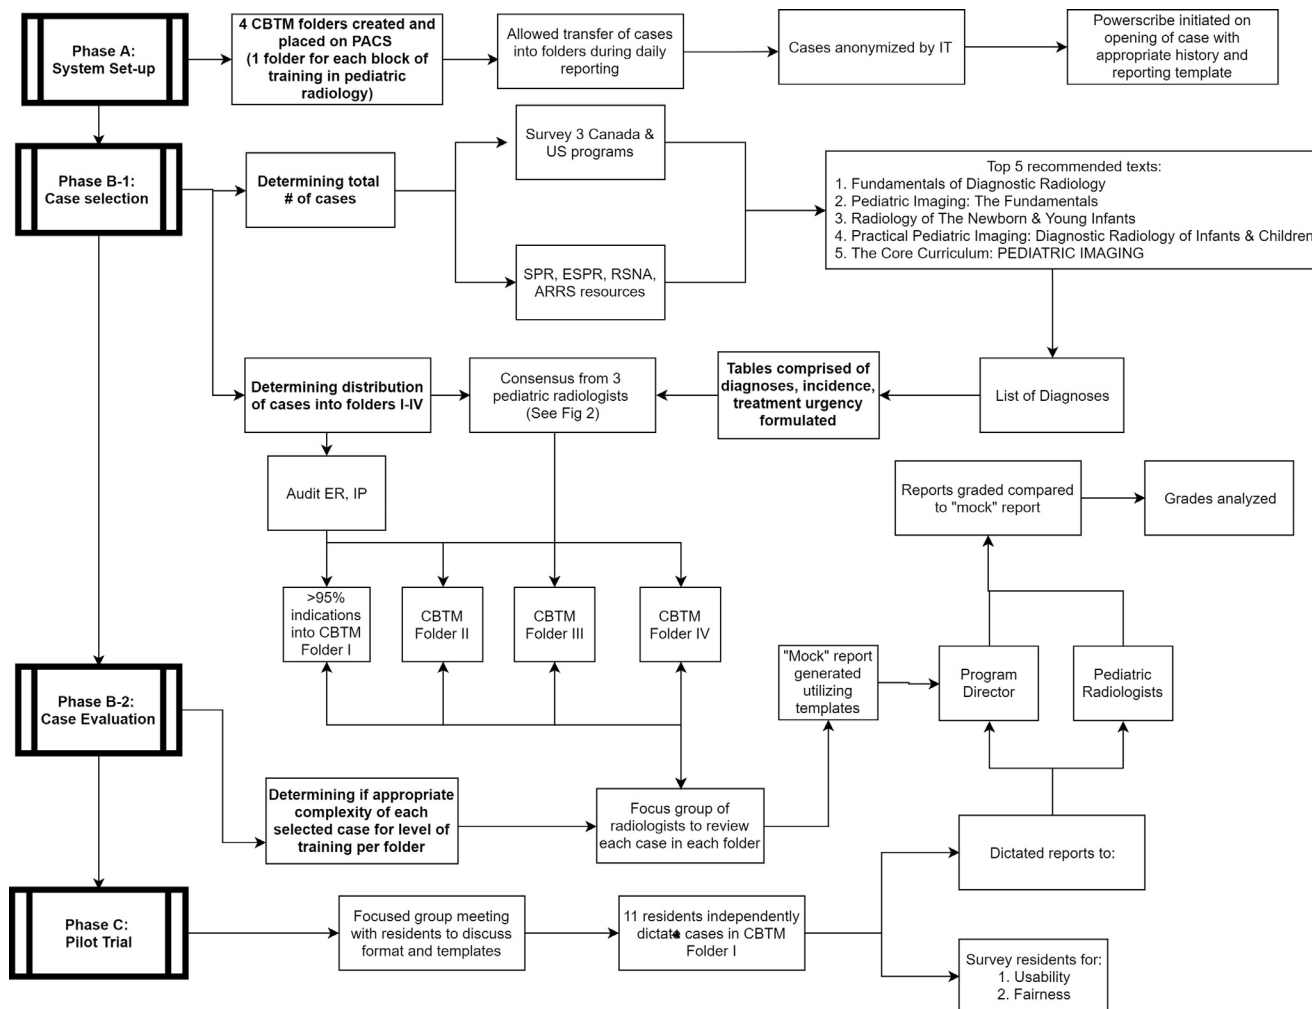 Phase A:
System Set-up
4 CBTM folders created and
placed on PACS
(1 folder for each block of
training in pediatric
radiology)
Allowed transfer of cases
into folders during daily
reporting
Cases anonymized by IT
Powerscribe initiated on
opening of case with
appropriate history and
reporting template
Phase B-1:
Case selection
Determining total
# of cases
Survey 3 Canada &
US programs
SPR, ESPR, RSNA,
ARRS resources
Top 5 recommended texts:
1. Fundamentals of Diagnostic Radiology
2. Pediatric Imaging: The Fundamentals
3. Radiology of The Newborn & Young Infants
4. Practical Pediatric Imaging: Diagnostic Radiology of Infants & Children
5. The Core Curriculum: PEDIATRIC IMAGING
Determining distribution
of cases into folders I-IV
Consensus from 3
pediatric radiologists
(See Fig 2)
Tables comprised of
diagnoses, incidence,
treatment urgency
formulated
List of Diagnoses
Audit ER, IP
Reports graded compared
to "mock" report
Grades analyzed
>95%
indications
into CBTM
Folder I
CBTM
Folder II
CBTM
Folder III
CBTM
Folder IV
Phase B-2:
Case Evaluation
"Mock" report
generated
utilizing
templates
Program
Director
Pediatric
Radiologists
Determining if appropriate
complexity of each
selected case for level of
training per folder
Focus group of
radiologists to review
each case in each folder
Dictated reports to:
Phase C:
Pilot Trial
Focused group meeting
with residents to discuss
format and templates
11 residents independently
dictate cases in CBTM
Folder I
Survey residents for:
1. Usability
2. Fairness